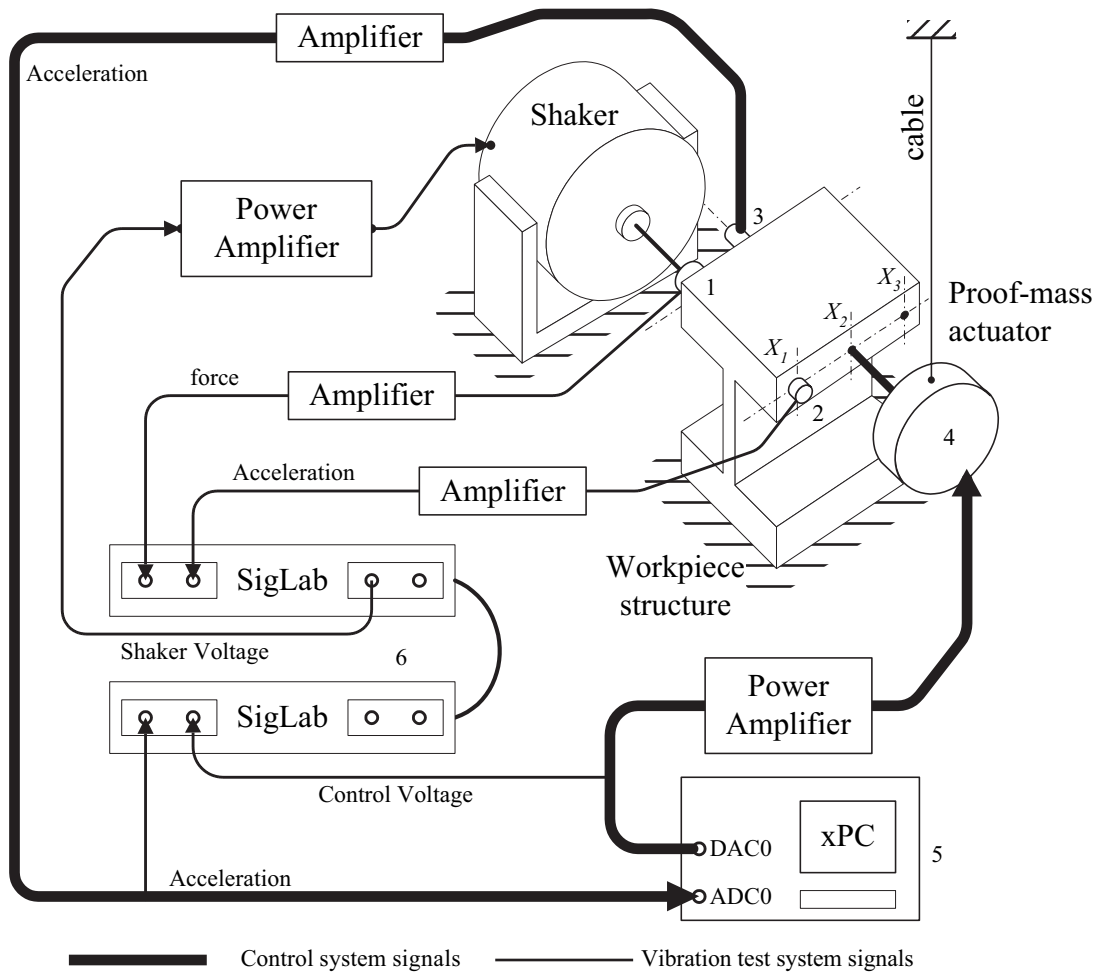 Amplifier
Acceleration
Shaker
cable
Power
Amplifier
3
1
X3
X2
X1
Proof-mass
actuator
force
Amplifier
2
4
Acceleration
Amplifier
SigLab
Workpiece
structure
Shaker Voltage
6
SigLab
Power
Amplifier
Control Voltage
xPC
DAC0
5
Acceleration
ADC0
Control system signals
Vibration test system signals